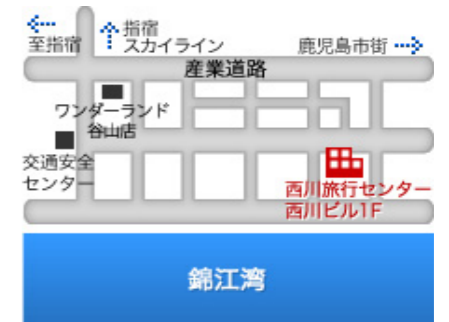 至指宿
指宿
スカイライン
鹿児島市街
産業道路
ワンダーランド
谷山店
交通安全
センター
西川旅行センター
西川ビル1F
錦江湾